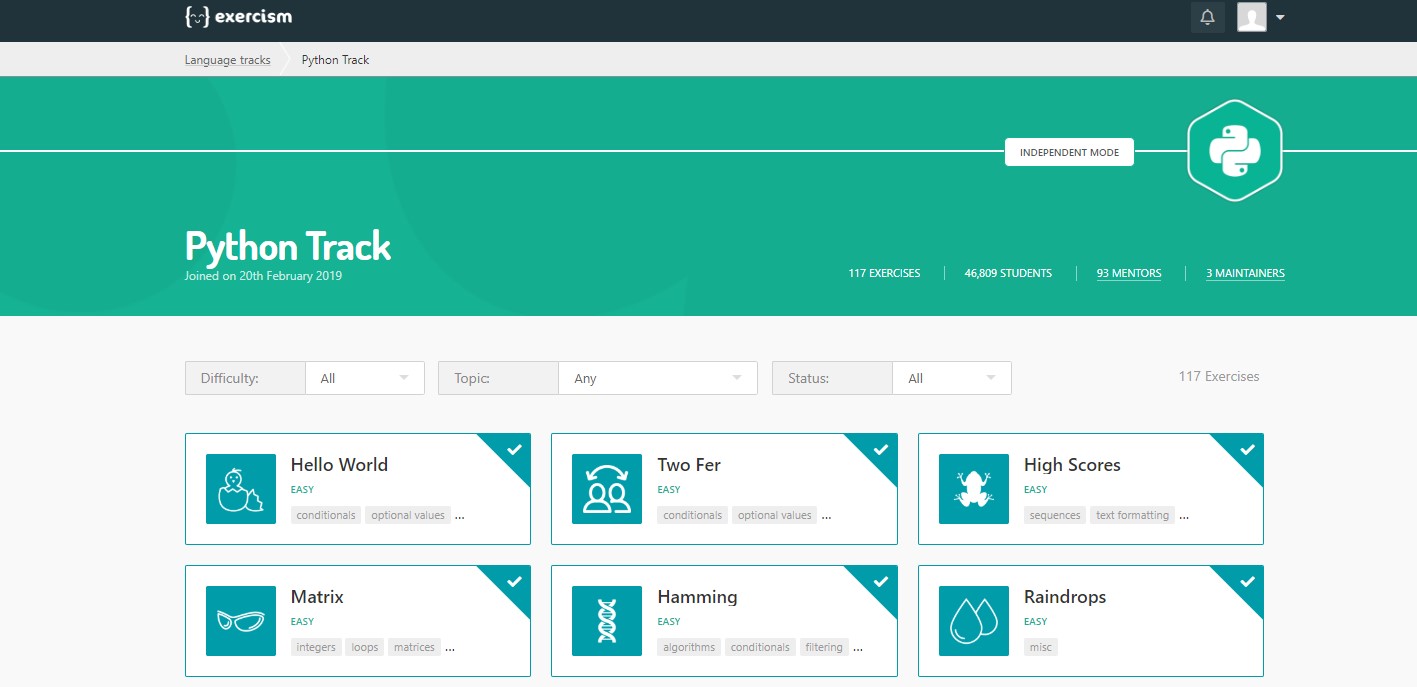 exercism
Language tracks Python Track
INDEPENDENT MODE
Python Track
Joined on 20th February 2019
117 EXERCISES 46,809 STUDENTS 93 MENTORS 3 MAINTAINERS
Difficulty: All Topic: Any Status: All 117 Exercises
Hello World
EASY
conditionals optional values ...
Two Fer
EASY
conditionals optional values ...
High Scores
EASY
sequences text formatting ...
Matrix
EASY
integers loops matrices ...
Hamming
EASY
algorithms conditionals filtering ...
Raindrops
EASY
misc